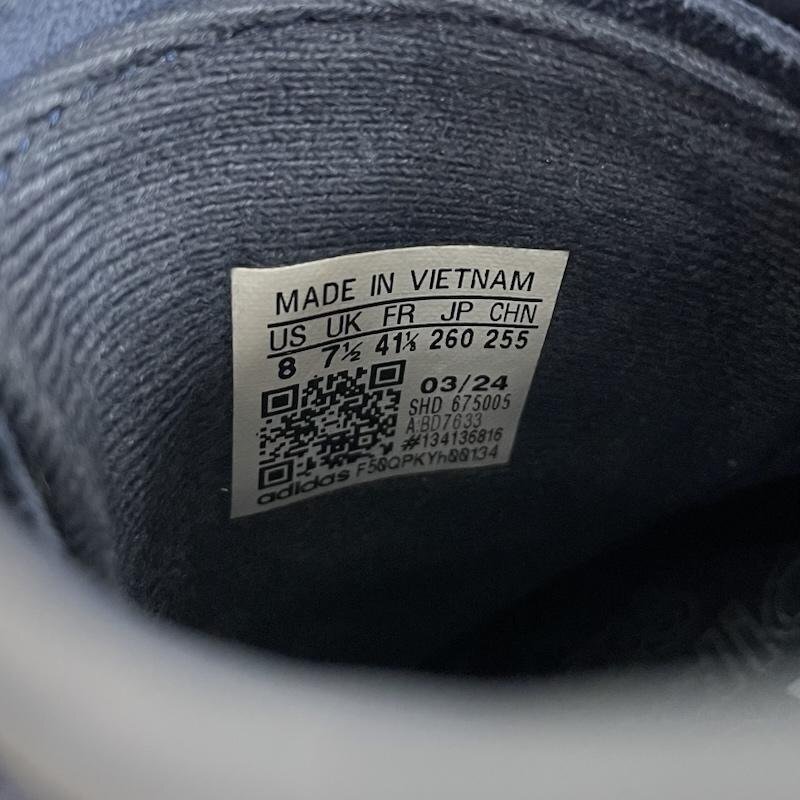 MADE IN VIETNAM
US UK FR JP CHN
8 7½ 41⅓ 260 255
03/24
SHD 675005
A:BD7633
#134136816
adidas F50QPKYh00134